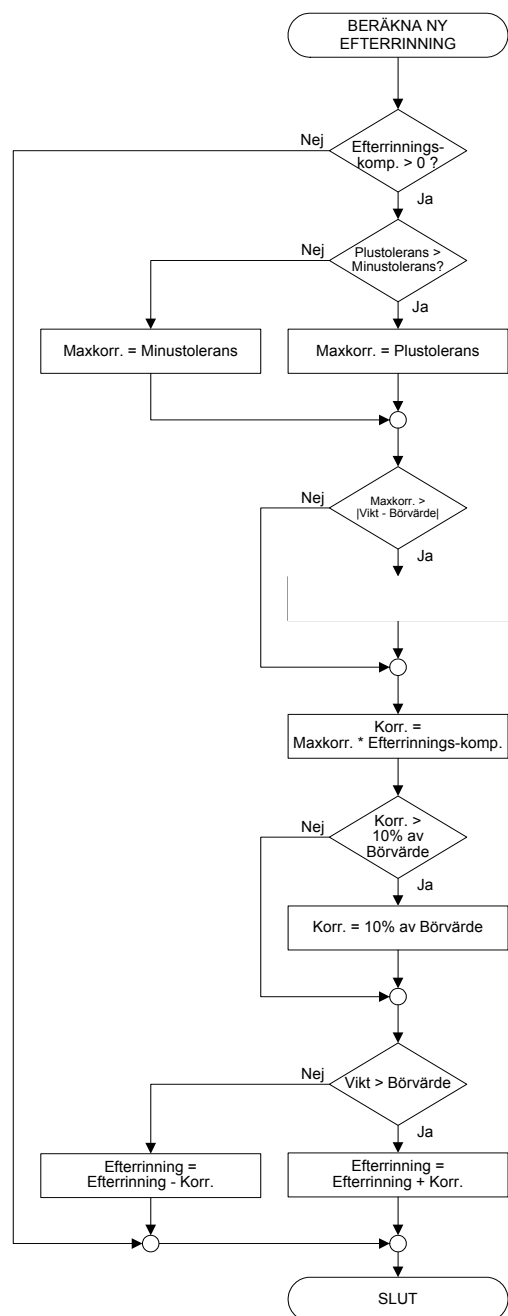 BERÄKNA NY
EFTERRINNING
Nej
Efterrinnings-
komp. > 0 ?
Ja
Nej
Plustolerans >
Minustolerans?
Ja
Maxkorr. = Minustolerans
Maxkorr. = Plustolerans
Nej
Maxkorr. >
|Vikt - Börvärde|
Ja
Korr. =
Maxkorr. * Efterrinnings-komp.
Nej
Korr. >
10% av
Börvärde
Ja
Korr. = 10% av Börvärde
Nej
Vikt > Börvärde
Ja
Efterrinning =
Efterrinning - Korr.
Efterrinning =
Efterrinning + Korr.
SLUT